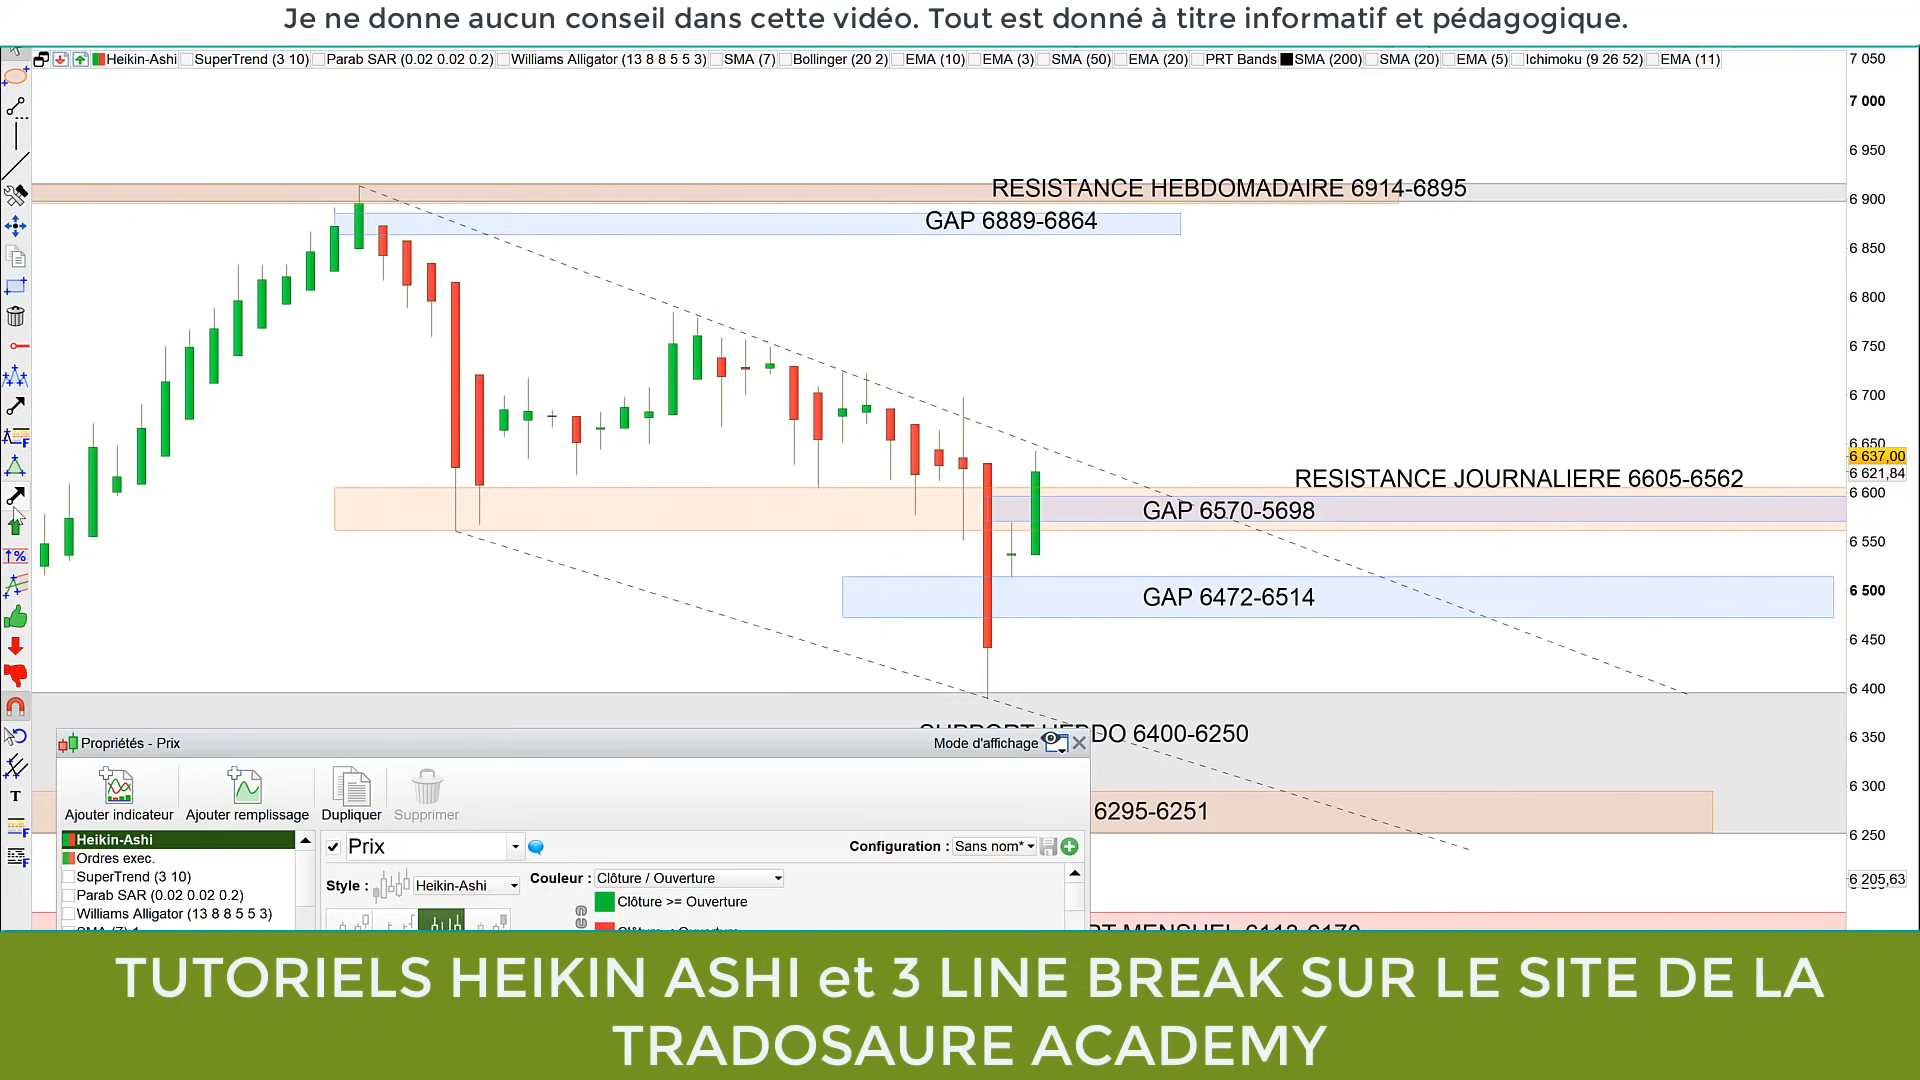 Je ne donne aucun conseil dans cette vidéo. Tout est donné à titre informatif et pédagogique.
Heikin-Ashi SuperTrend (3 10) Parab SAR (0.02 0.02 0.2) Williams Alligator (13 8 8 5 5 3) SMA (7) Bollinger (20 2) EMA (10) EMA (3) SMA (50) EMA (20) PRT Bands SMA (200) SMA (20) EMA (5) Ichimoku (9 26 52) EMA (11)
7 050
7 000
6 950
RESISTANCE HEBDOMADAIRE 6914-6895
6 900
GAP 6889-6864
6 850
6 800
6 750
6 700
6 650
6 637,00
6 621,84
RESISTANCE JOURNALIERE 6605-6562
6 600
GAP 6570-5698
6 550
6 500
GAP 6472-6514
6 450
6 400
SUPPORT HEBDO 6400-6250
6 350
6 300
6295-6251
6 250
6 205,63
Propriétés - Prix
Mode d'affichage
Ajouter indicateur
Ajouter remplissage
Dupliquer
Supprimer
Heikin-Ashi
Ordres exec.
SuperTrend (3 10)
Parab SAR (0.02 0.02 0.2)
Williams Alligator (13 8 8 5 5 3)
Prix
Configuration : Sans nom*
Style : Heikin-Ashi
Couleur : Clôture / Ouverture
Clôture >= Ouverture
TUTORIELS HEIKIN ASHI et 3 LINE BREAK SUR LE SITE DE LA
TRADOSAURE ACADEMY